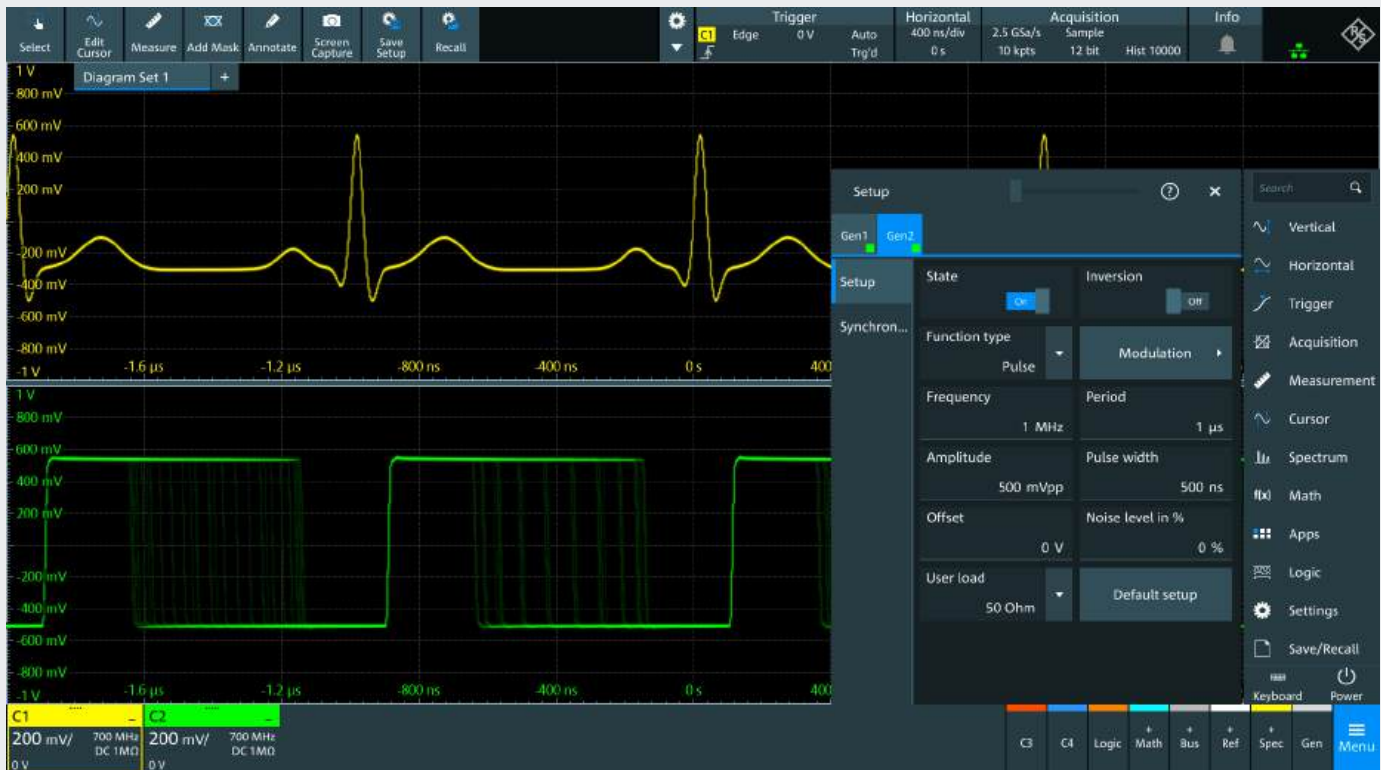 Select
Edit
Cursor
Measure
Add Mask
Annotate
Screen
Capture
Save
Setup
Recall
Trigger
C1 Edge 0 V Auto
Trg'd
Horizontal
400 ns/div
0 s
Acquisition
2.5 GSa/s Sample
10 kpts 12 bit Hist 10000
Info
R&S
Diagram Set 1 +
1 V
800 mV
600 mV
400 mV
200 mV
-200 mV
-400 mV
-600 mV
-800 mV
-1 V
-1.6 µs -1.2 µs -800 ns -400 ns 0 s 400
1 V
800 mV
600 mV
400 mV
200 mV
-200 mV
-400 mV
-600 mV
-800 mV
-1 V
-1.6 µs -1.2 µs -800 ns -400 ns 0 s 400
Setup
Gen1 Gen2
Setup
Synchron...
State
On
Inversion
Off
Function type
Pulse
Modulation
Frequency
1 MHz
Period
1 µs
Amplitude
500 mVpp
Pulse width
500 ns
Offset
0 V
Noise level in %
0 %
User load
50 Ohm
Default setup
Search
Vertical
Horizontal
Trigger
Acquisition
Measurement
Cursor
Spectrum
f(x) Math
Apps
Logic
Settings
Save/Recall
Keyboard Power
C1
200 mV/ 700 MHz
DC 1MΩ
0 V
C2
200 mV/ 700 MHz
DC 1MΩ
0 V
C3
C4
Logic
+
Math
+
Bus
+
Ref
+
Spec
Gen
Menu